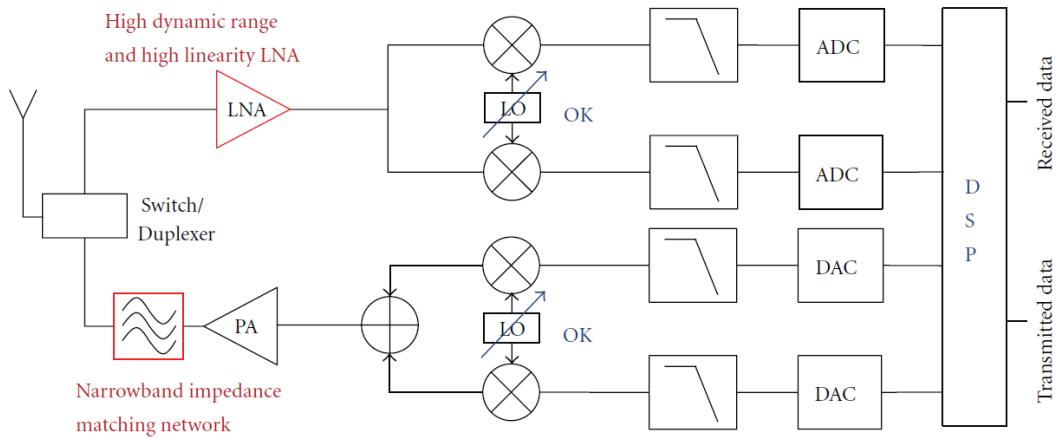 High dynamic range
and high linearity LNA
LNA
LO
OK
ADC
ADC
Received data
Switch/
Duplexer
D
S
P
PA
LO
OK
DAC
DAC
Transmitted data
Narrowband impedance
matching network